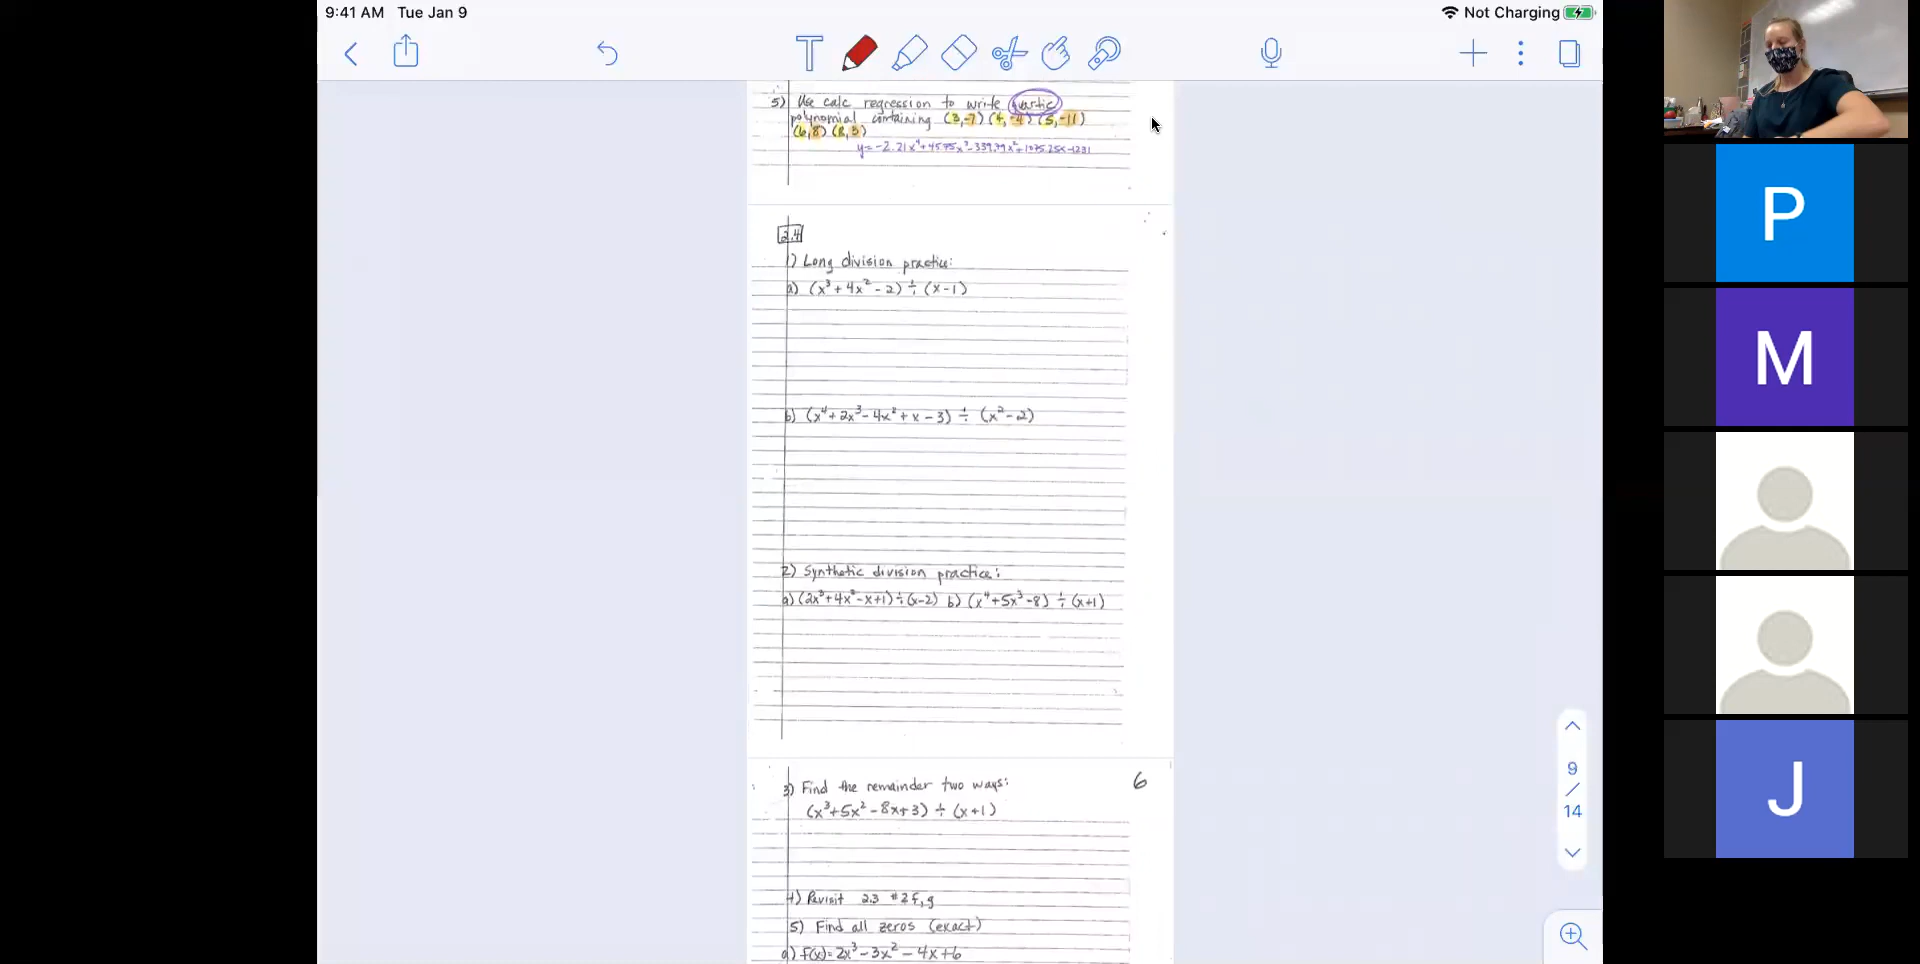 9:41 AM Tue Jan 9
Not Charging
5) Use calc regression to write quartic
polynomial containing (3,-7) (4,-4) (5,-11)
(6,8) (8,3)
2.4
1) Long division practice:
a) (x³ + 4x² - 2) ÷ (x-1)
b) (x⁴ + 2x³ - 4x² + x - 3) ÷ (x² - 2)
2) Synthetic division practice:
a) (2x³+4x²-x+1)÷(x-2) b) (x⁴+5x³-8) ÷ (x+1)
3) Find the remainder two ways:
6
(x³+5x²-8x+3) ÷ (x+1)
4) Revisit 2.3 #2f,g
5) Find all zeros (exact)
a) f(x)=2x³-3x²-4x+6
9
/
14
P
M
J